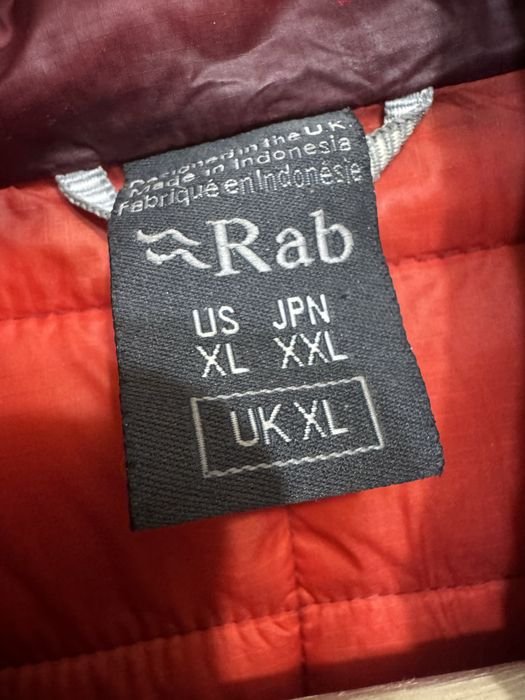 Designed in the U.K.
Made in Indonesia
Fabriqué en Indonésie
Rab
US JPN
XL XXL
UK XL